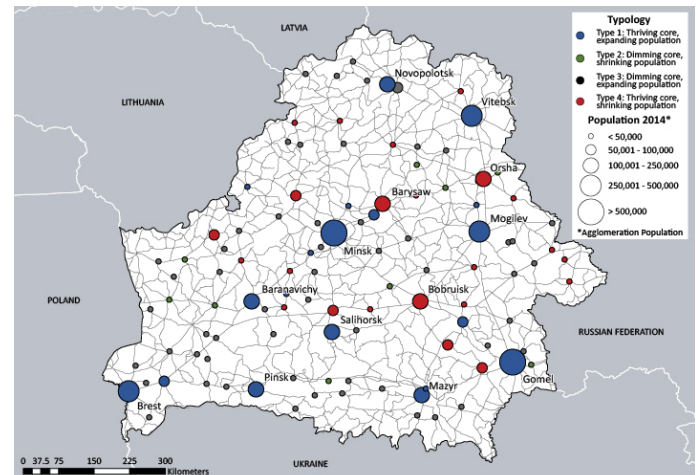 LATVIA
LITHUANIA
POLAND
UKRAINE
RUSSIAN FEDERATION
Novopolotsk
Vitebsk
Orsha
Barysaw
Mogilev
Minsk
Baranavichy
Bobruisk
Salihorsk
Gomel
Pinsk
Mazyr
Brest
Typology
Type 1: Thriving core,
expanding population
Type 2: Dimming core,
shrinking population
Type 3: Dimming core,
expanding population
Type 4: Thriving core,
shrinking population
Population 2014*
< 50,000
50,001 - 100,000
100,001 - 250,000
250,001 - 500,000
> 500,000
*Agglomeration Population
0 37.5 75 150 225 300
Kilometers